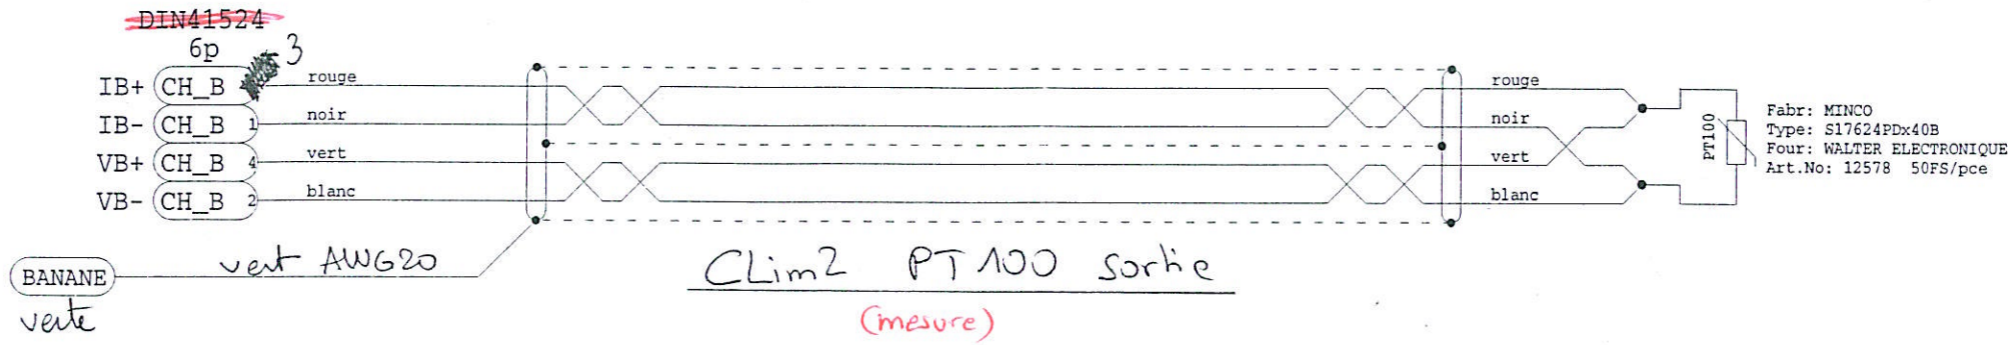 DIN41524
6p
3
IB+ CH_B rouge rouge
IB- CH_B 1 noir noir
VB+ CH_B 4 vert vert
VB- CH_B 2 blanc blanc
PT100
Fabr: MINCO
Type: S17624PDx40B
Four: WALTER ELECTRONIQUE
Art.No: 12578 50FS/pce
BANANE vert AWG20
verte
CLim2 PT100 sortie
(mesure)